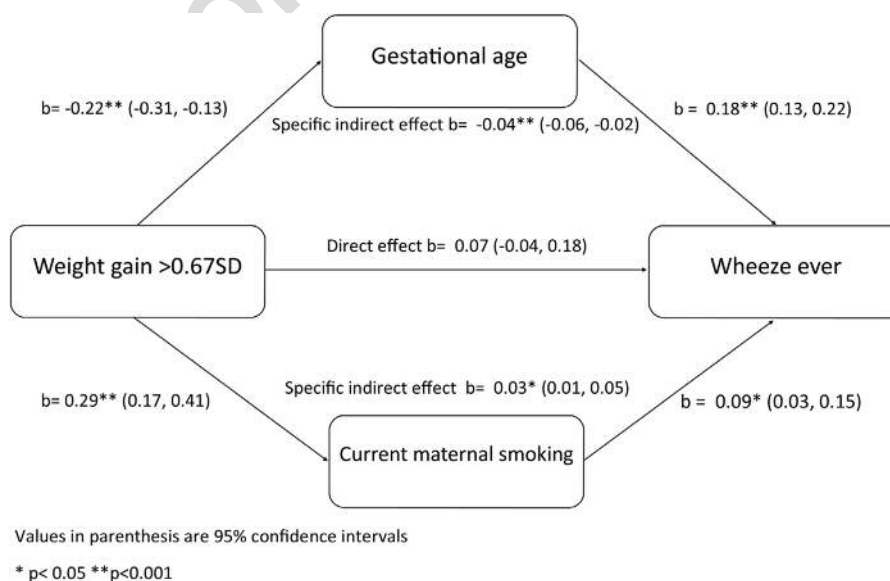 Gestational age
b= -0.22** (-0.31, -0.13)
b = 0.18** (0.13, 0.22)
Specific indirect effect b= -0.04** (-0.06, -0.02)
Direct effect b= 0.07 (-0.04, 0.18)
Weight gain >0.67SD
Wheeze ever
Specific indirect effect b= 0.03* (0.01, 0.05)
b= 0.29** (0.17, 0.41)
b = 0.09* (0.03, 0.15)
Current maternal smoking
Values in parenthesis are 95% confidence intervals
* p< 0.05 **p<0.001